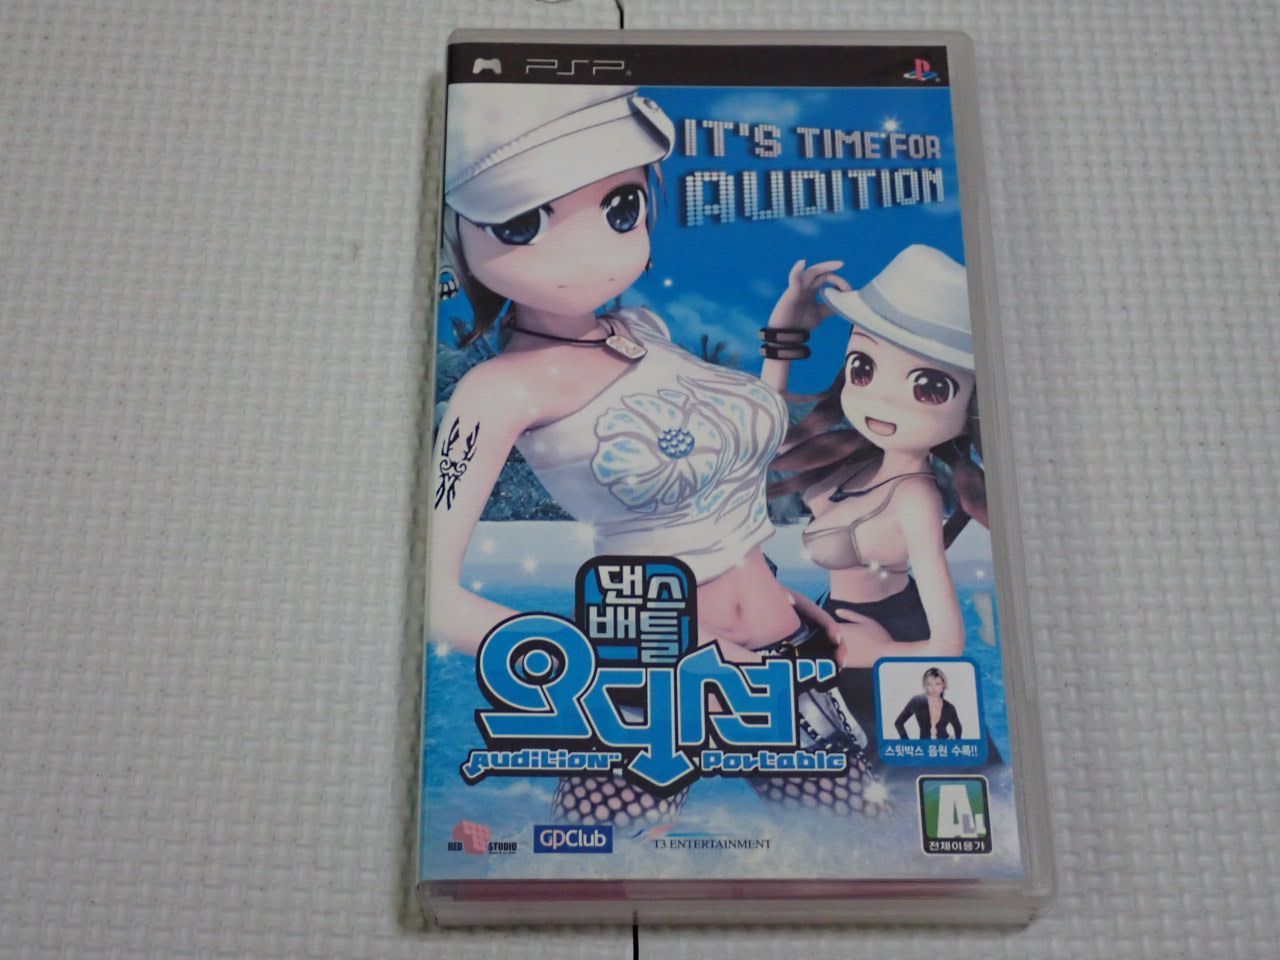 PSP
IT'S TIME FOR
AUDITION
댄스
배틀
오디션
Audition Portable
스윗박스 음원 수록!!
RED STUDIO
GPClub
T3 ENTERTAINMENT
ALL
전체이용가